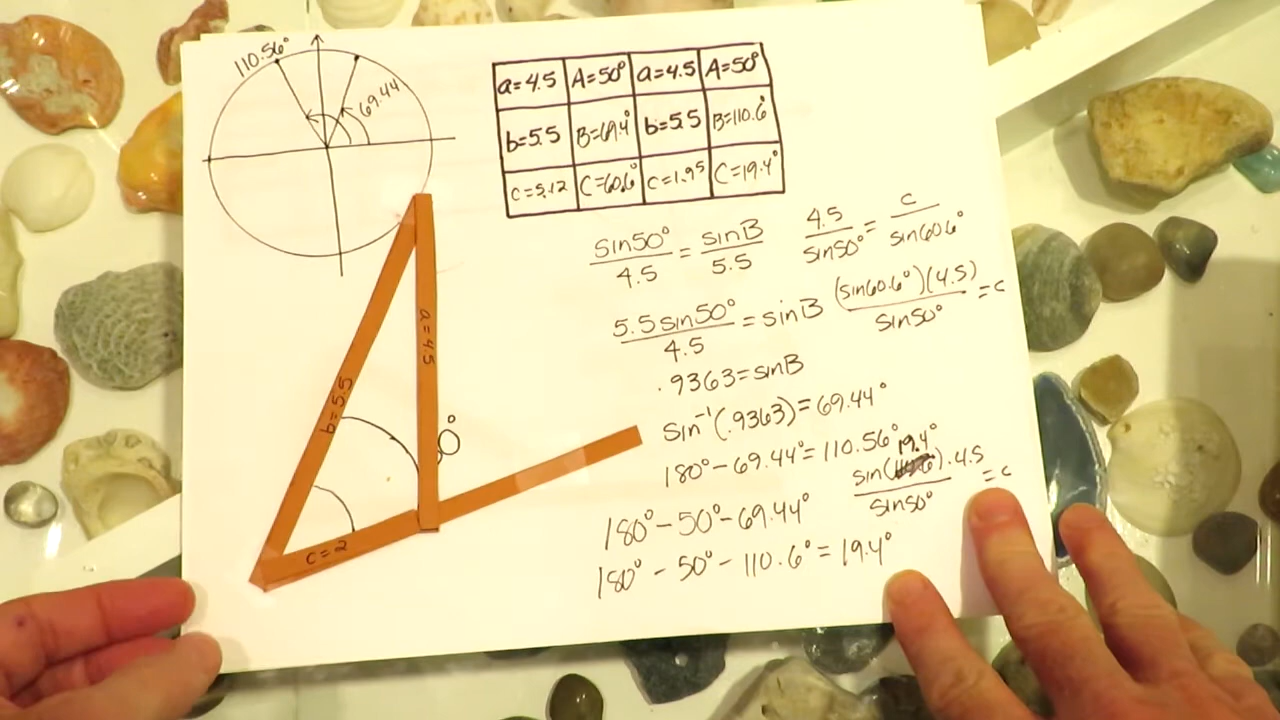 110.56°
69.44
a=4.5 A=50° a=4.5 A=50°
b=5.5 B=69.4° b=5.5 B=110.6°
c=5.12 C=60.6° c=1.95 C=19.4°
sin50°/4.5 = sinB/5.5
4.5/sin50° = c/sin60.6°
5.5sin50°/4.5 = sinB
(sin60.6°)(4.5)/sin50° = c
.9363=sinB
sin⁻¹(.9363)=69.44°
180°-69.44°=110.56°
sin(19.4°)·4.5/sin50° = c
180°-50°-69.44°
180°-50°-110.6°=19.4°
b=5.5
a=4.5
0°
c=2